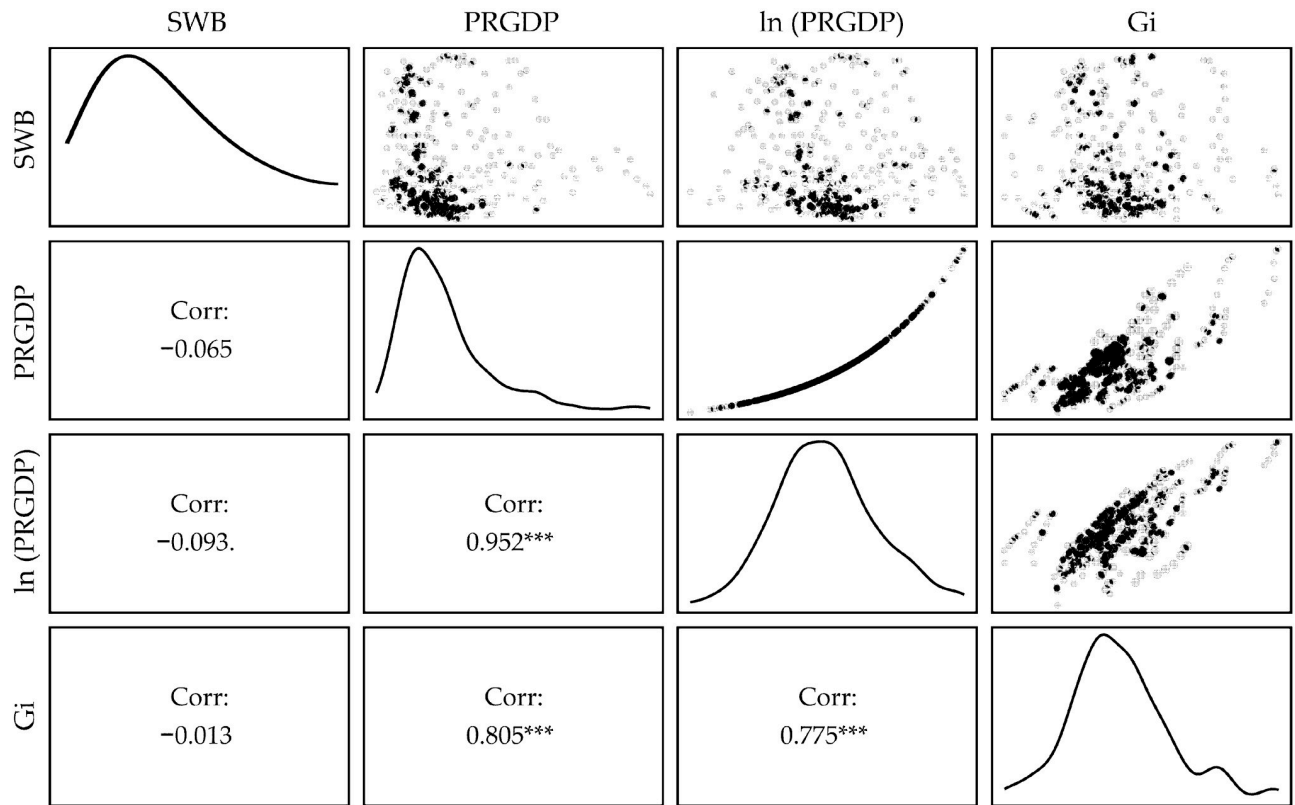 SWB PRGDP ln (PRGDP) Gi
SWB
PRGDP
Corr:
−0.065
ln (PRGDP)
Corr: Corr:
−0.093. 0.952***
Gi
Corr: Corr: Corr:
−0.013 0.805*** 0.775***